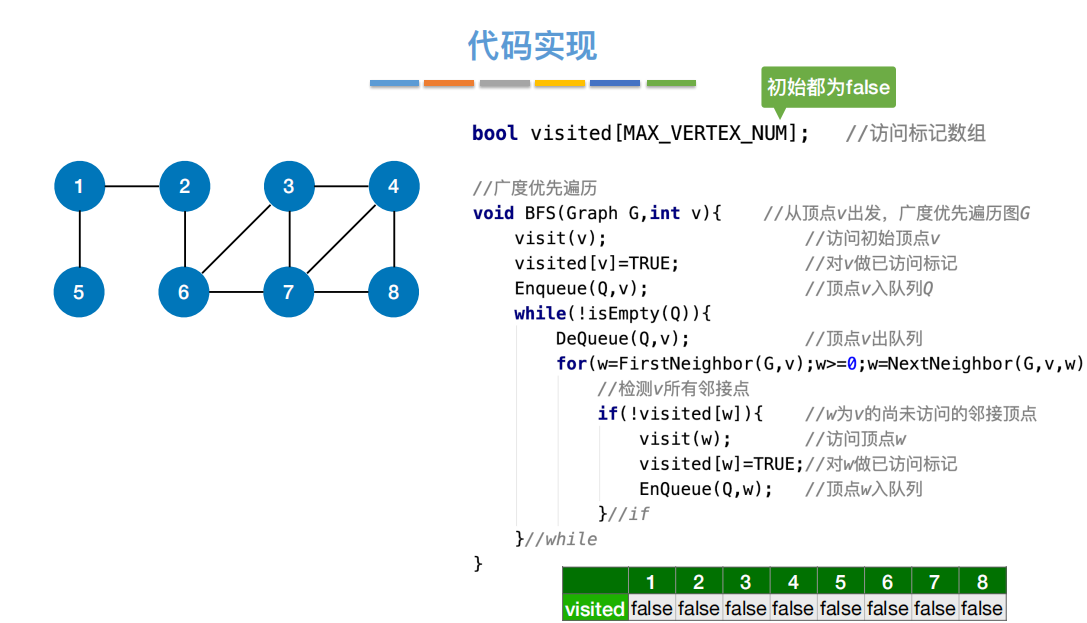 代码实现
初始都为false
bool visited[MAX_VERTEX_NUM]; //访问标记数组
1 2 3 4
5 6 7 8
//广度优先遍历
void BFS(Graph G,int v){ //从顶点v出发，广度优先遍历图G
visit(v); //访问初始顶点v
visited[v]=TRUE; //对v做已访问标记
Enqueue(Q,v); //顶点v入队列Q
while(!isEmpty(Q)){
DeQueue(Q,v); //顶点v出队列
for(w=FirstNeighbor(G,v);w>=0;w=NextNeighbor(G,v,w)
//检测v所有邻接点
if(!visited[w]){ //w为v的尚未访问的邻接顶点
visit(w); //访问顶点w
visited[w]=TRUE;//对w做已访问标记
EnQueue(Q,w); //顶点w入队列
}//if
}//while
}
1 2 3 4 5 6 7 8
visited false false false false false false false false